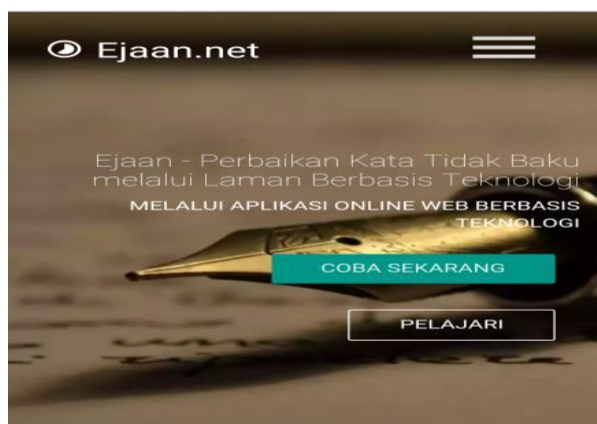 Ejaan.net
Ejaan - Perbaikan Kata Tidak Baku
melalui Laman Berbasis Teknologi
MELALUI APLIKASI ONLINE WEB BERBASIS
TEKNOLOGI
COBA SEKARANG
PELAJARI